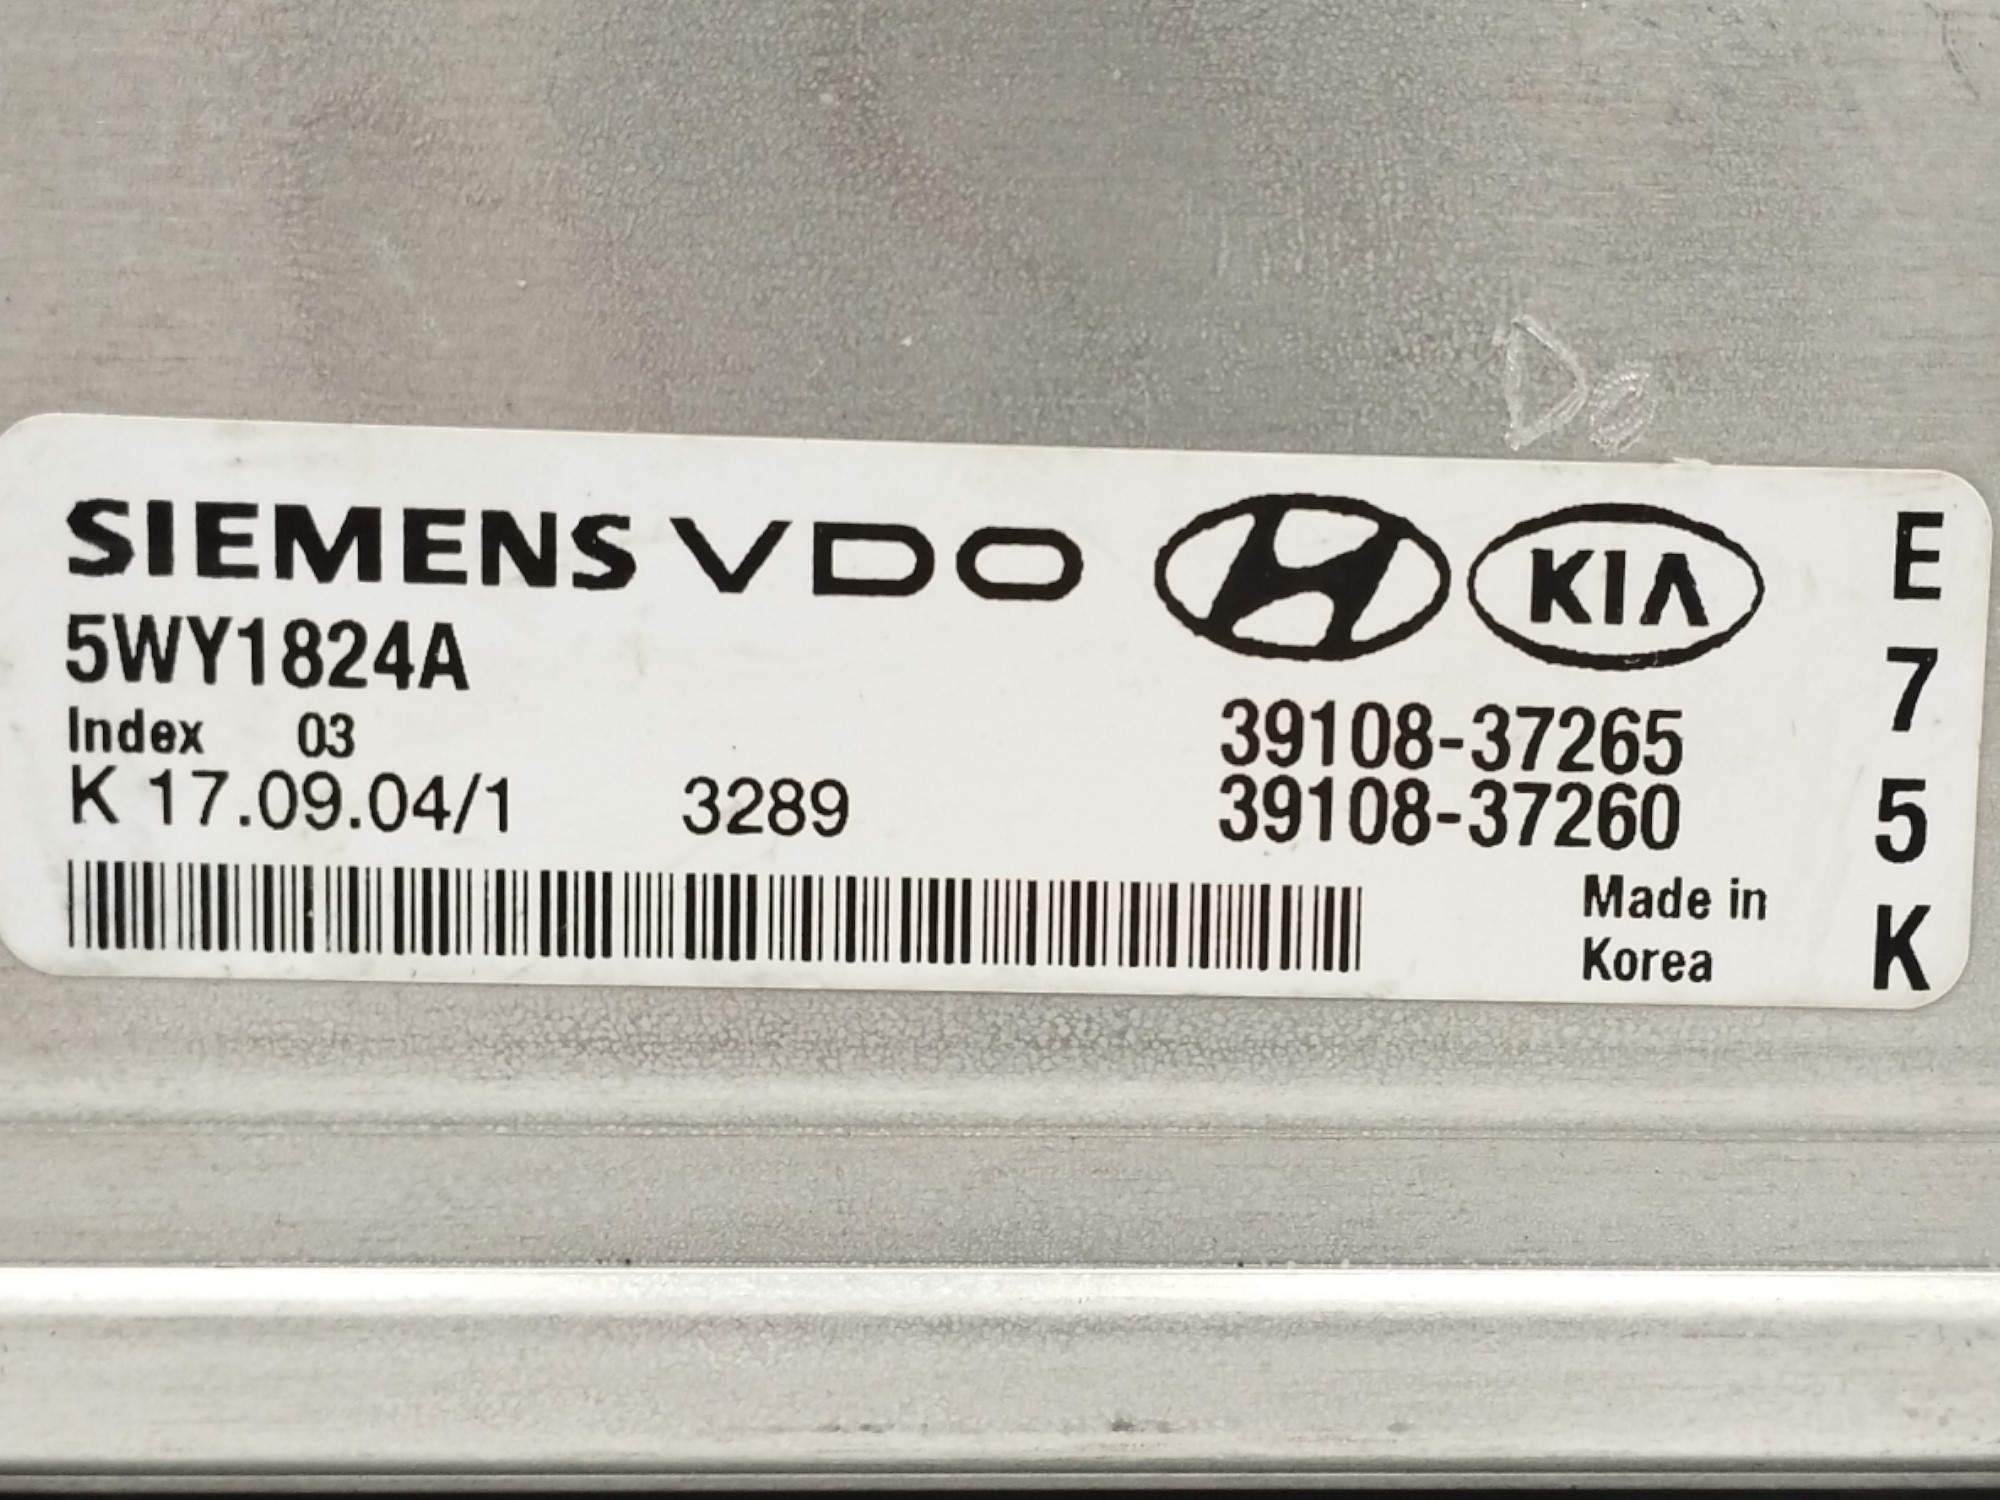 Do
SIEMENS VDO KIA
5WY1824A
Index 03
K 17.09.04/1 3289
39108-37265
39108-37260
Made in
Korea
E
7
5
K